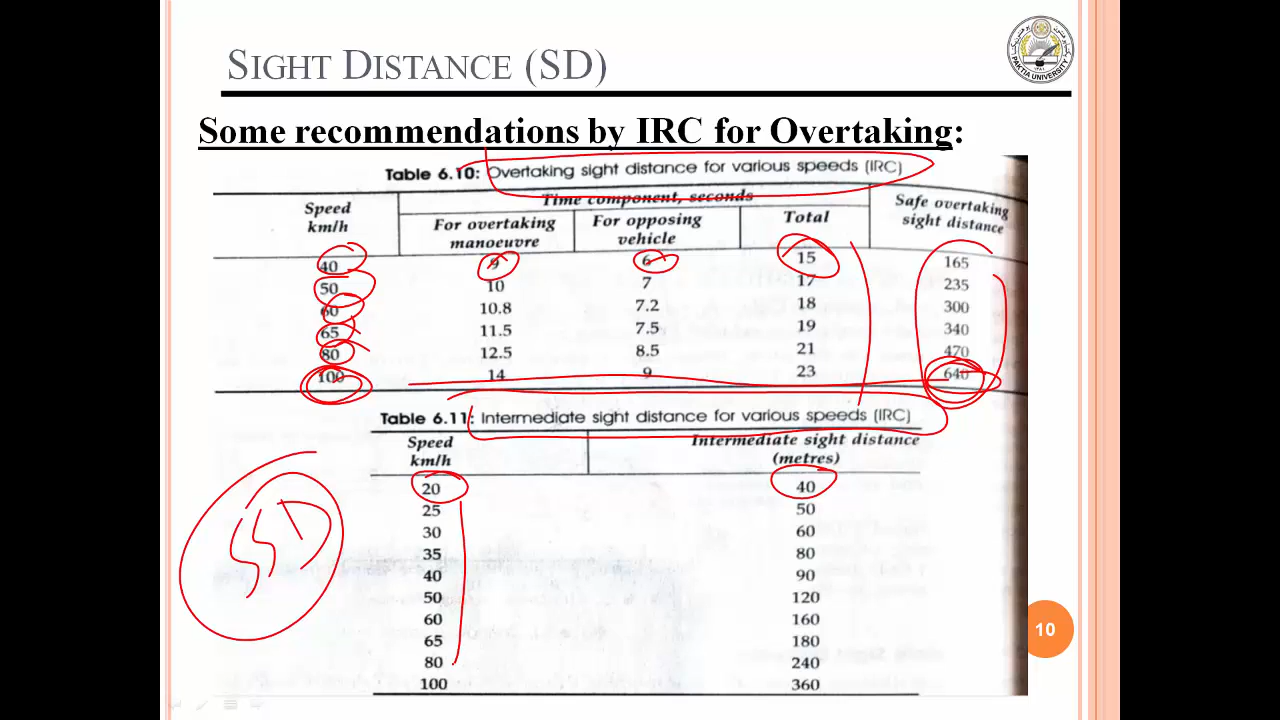 SIGHT DISTANCE (SD)
PAKTIA UNIVERSITY
Some recommendations by IRC for Overtaking:
Table 6.10: Overtaking sight distance for various speeds (IRC)
Speed km/h Time component, seconds Safe overtaking sight distance
For overtaking manoeuvre For opposing vehicle Total
40 9 6 15 165
50 10 7 17 235
60 10.8 7.2 18 300
65 11.5 7.5 19 340
80 12.5 8.5 21 470
100 14 9 23 640
Table 6.11: Intermediate sight distance for various speeds (IRC)
Speed Intermediate sight distance
km/h (metres)
20 40
25 50
30 60
35 80
40 90
50 120
60 160
65 180
80 240
100 360
SSD
10